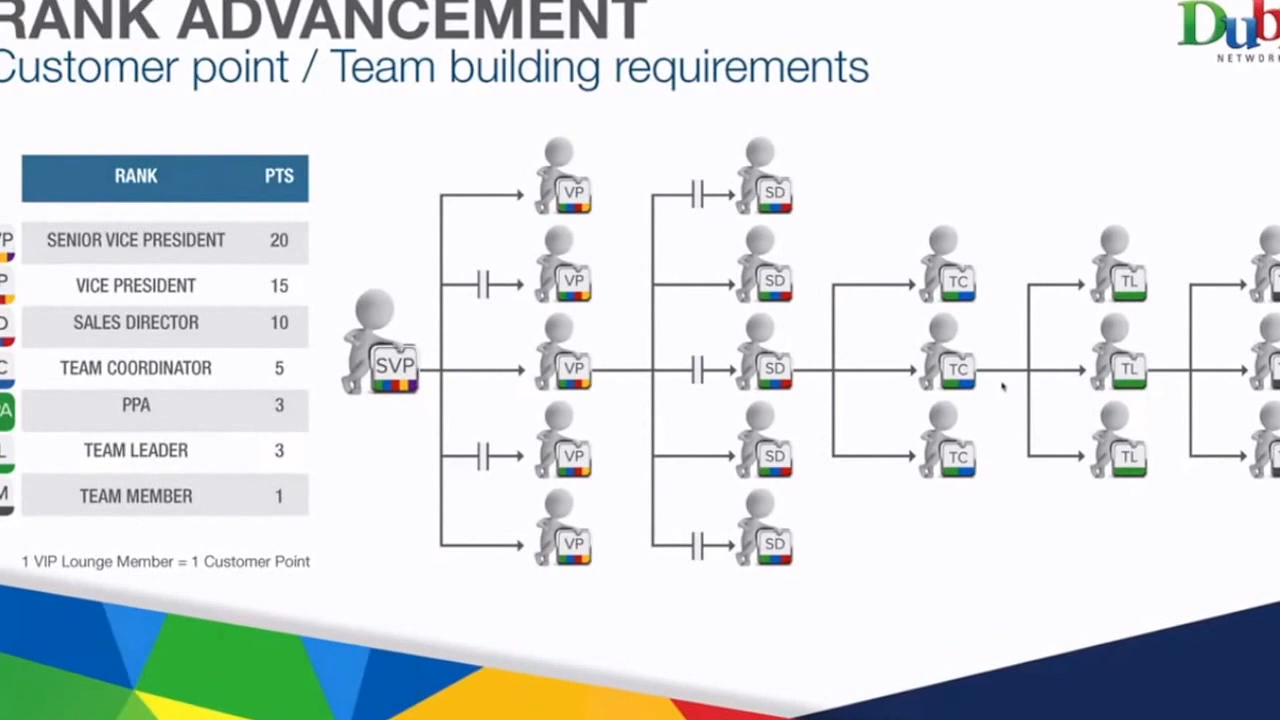 RANK ADVANCEMENT
Customer point / Team building requirements
Dub
NETWORK
RANK PTS
SENIOR VICE PRESIDENT 20
VICE PRESIDENT 15
SALES DIRECTOR 10
TEAM COORDINATOR 5
PPA 3
TEAM LEADER 3
TEAM MEMBER 1
1 VIP Lounge Member = 1 Customer Point
SVP
VP
VP
VP
VP
VP
SD
SD
SD
SD
SD
TC
TC
TC
TL
TL
TL